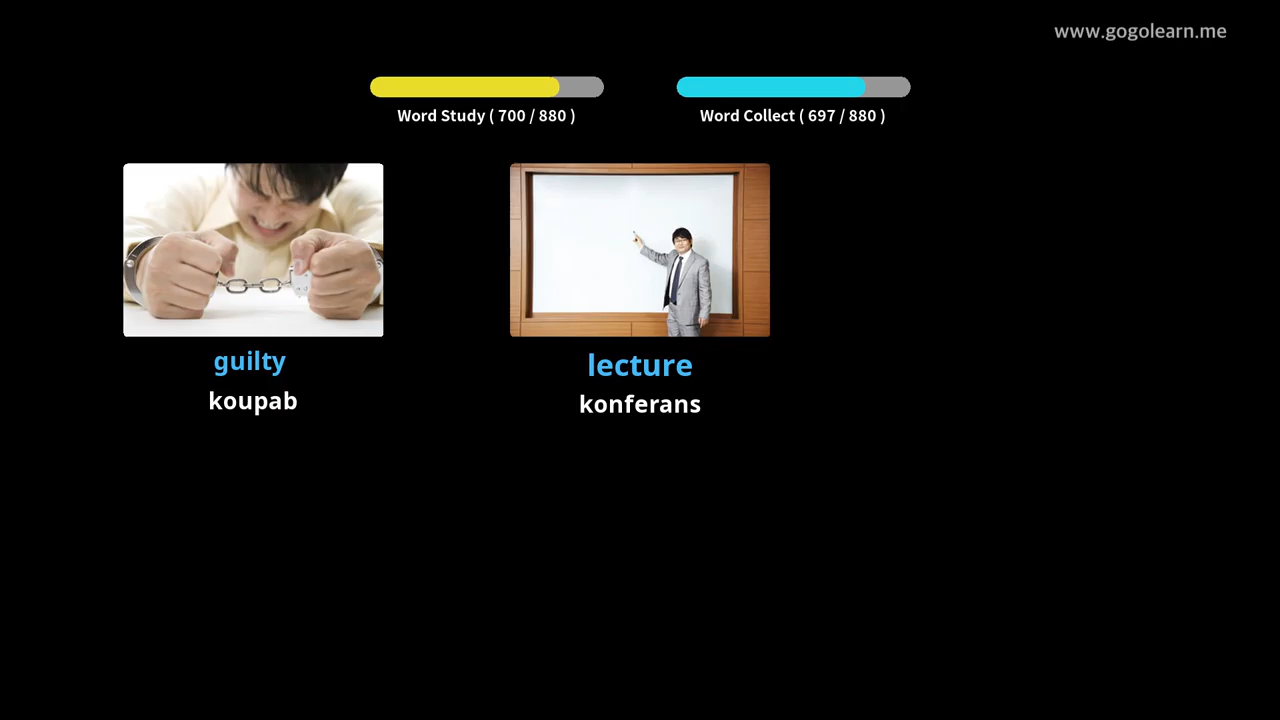 www.gogolearn.me
Word Study ( 700 / 880 )
Word Collect ( 697 / 880 )
guilty
koupab
lecture
konferans